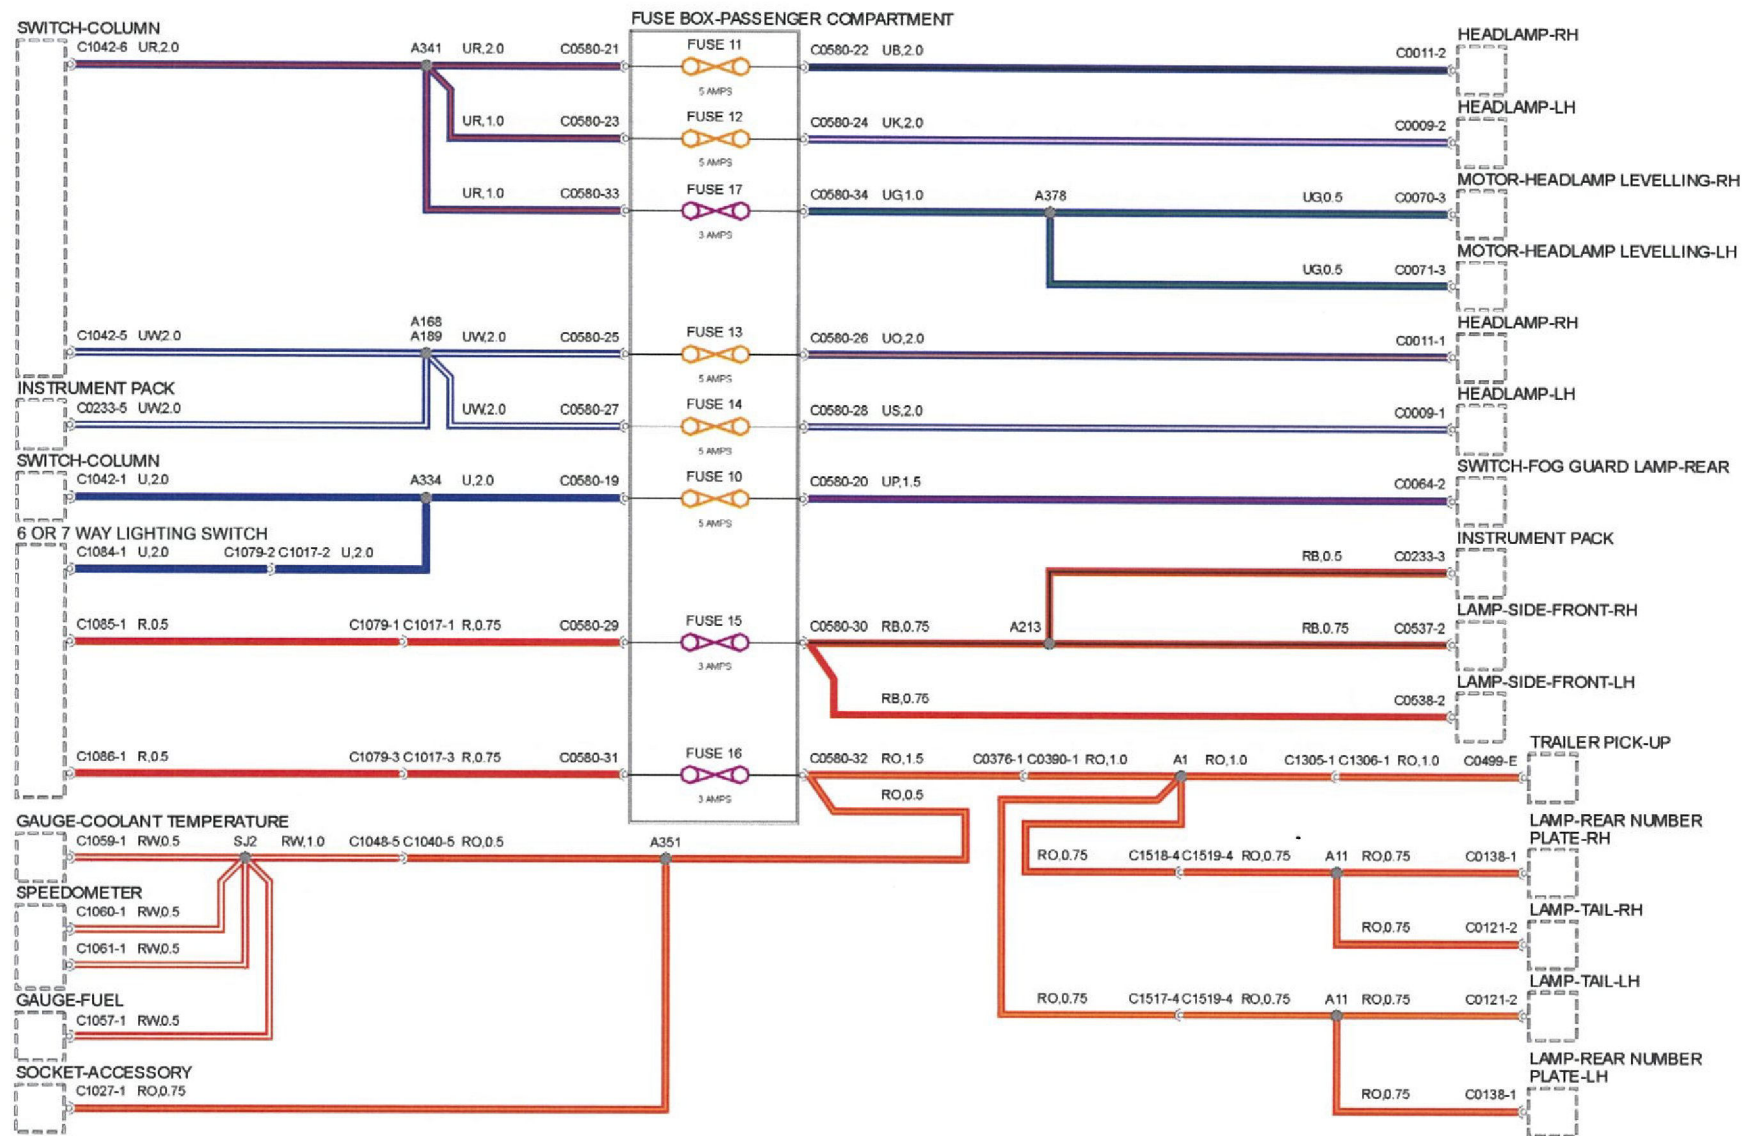 FUSE BOX-PASSENGER COMPARTMENT
SWITCH-COLUMN
HEADLAMP-RH
C1042-6 UR,2.0 A341 UR,2.0 C0580-21 FUSE 11 C0580-22 UB,2.0 C0011-2
5 AMPS
HEADLAMP-LH
UR,1.0 C0580-23 FUSE 12 C0580-24 UK,2.0 C0009-2
5 AMPS
MOTOR-HEADLAMP LEVELLING-RH
UR,1.0 C0580-33 FUSE 17 C0580-34 UG,1.0 A378 UG,0.5 C0070-3
3 AMPS
MOTOR-HEADLAMP LEVELLING-LH
UG,0.5 C0071-3
A168
HEADLAMP-RH
C1042-5 UW,2.0 A189 UW,2.0 C0580-25 FUSE 13 C0580-26 UO,2.0 C0011-1
5 AMPS
INSTRUMENT PACK
HEADLAMP-LH
C0233-5 UW,2.0 UW,2.0 C0580-27 FUSE 14 C0580-28 US,2.0 C0009-1
5 AMPS
SWITCH-COLUMN
SWITCH-FOG GUARD LAMP-REAR
C1042-1 U,2.0 A334 U,2.0 C0580-19 FUSE 10 C0580-20 UP,1.5 C0064-2
5 AMPS
6 OR 7 WAY LIGHTING SWITCH
INSTRUMENT PACK
C1084-1 U,2.0 C1079-2 C1017-2 U,2.0 RB,0.5 C0233-3
LAMP-SIDE-FRONT-RH
C1085-1 R,0.5 C1079-1 C1017-1 R,0.75 C0580-29 FUSE 15 C0580-30 RB,0.75 A213 RB,0.75 C0537-2
3 AMPS
LAMP-SIDE-FRONT-LH
RB,0.75 C0538-2
TRAILER PICK-UP
C1086-1 R,0.5 C1079-3 C1017-3 R,0.75 C0580-31 FUSE 16 C0580-32 RO,1.5 C0376-1 C0390-1 RO,1.0 A1 RO,1.0 C1305-1 C1306-1 RO,1.0 C0499-E
3 AMPS
RO,0.5
GAUGE-COOLANT TEMPERATURE
LAMP-REAR NUMBER
PLATE-RH
C1059-1 RW,0.5 SJ2 RW,1.0 C1048-5 C1040-5 RO,0.5 A351
RO,0.75 C1518-4 C1519-4 RO,0.75 A11 RO,0.75 C0138-1
SPEEDOMETER
LAMP-TAIL-RH
C1060-1 RW,0.5
RO,0.75 C0121-2
C1061-1 RW,0.5
LAMP-TAIL-LH
GAUGE-FUEL
RO,0.75 C1517-4 C1519-4 RO,0.75 A11 RO,0.75 C0121-2
C1057-1 RW,0.5
LAMP-REAR NUMBER
PLATE-LH
SOCKET-ACCESSORY
C1027-1 RO,0.75
RO,0.75 C0138-1